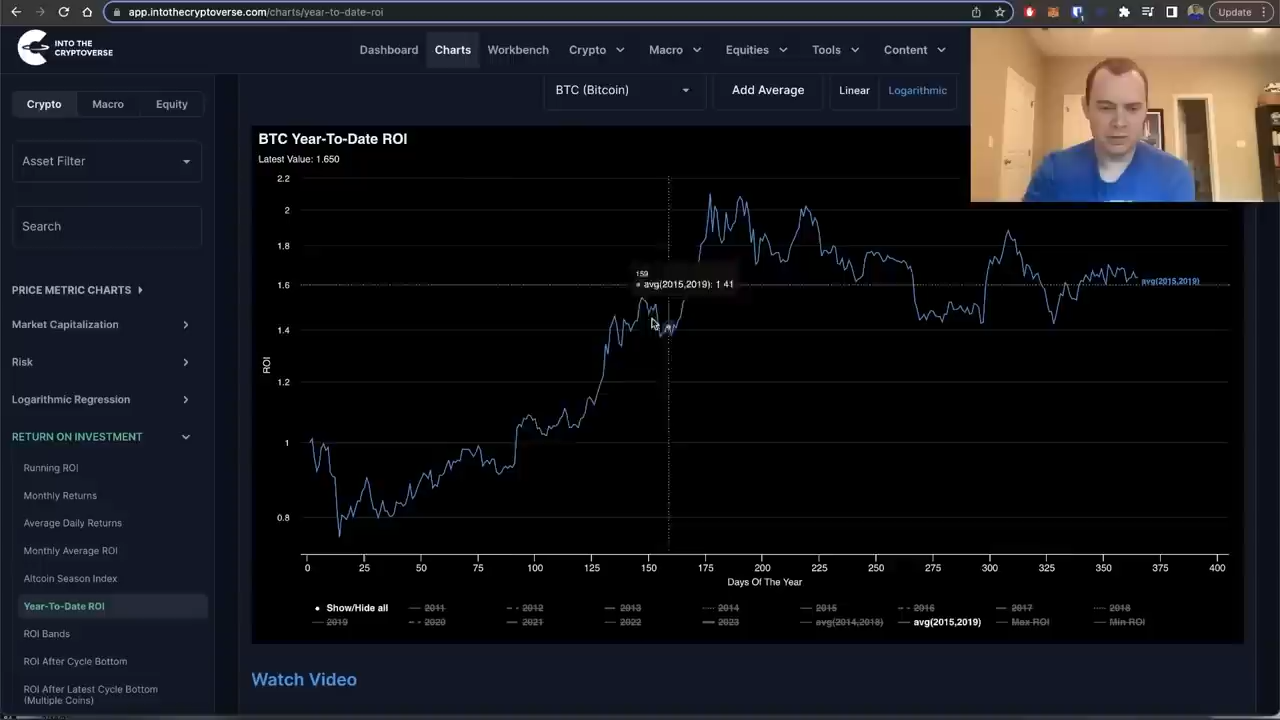 app.intothecryptoverse.com/charts/year-to-date-roi
Update
INTO THE
CRYPTOVERSE
Dashboard
Charts
Workbench
Crypto
Macro
Equities
Tools
Content
Crypto
Macro
Equity
Asset Filter
Search
PRICE METRIC CHARTS
Market Capitalization
Risk
Logarithmic Regression
RETURN ON INVESTMENT
Running ROI
Monthly Returns
Average Daily Returns
Monthly Average ROI
Altcoin Season Index
Year-To-Date ROI
ROI Bands
ROI After Cycle Bottom
ROI After Latest Cycle Bottom
(Multiple Coins)
BTC (Bitcoin)
Add Average
Linear
Logarithmic
BTC Year-To-Date ROI
Latest Value: 1.650
2.2
2
1.8
1.6
1.4
1.2
1
0.8
ROI
159
avg(2015,2019): 1.41
avg(2015,2019)
0 25 50 75 100 125 150 175 200 225 250 275 300 325 350 375 400
Days Of The Year
Show/Hide all 2011 2012 2013 2014 2015 2016 2017 2018
2019 2020 2021 2022 2023 avg(2014,2018) avg(2015,2019) Max ROI Min ROI
Watch Video